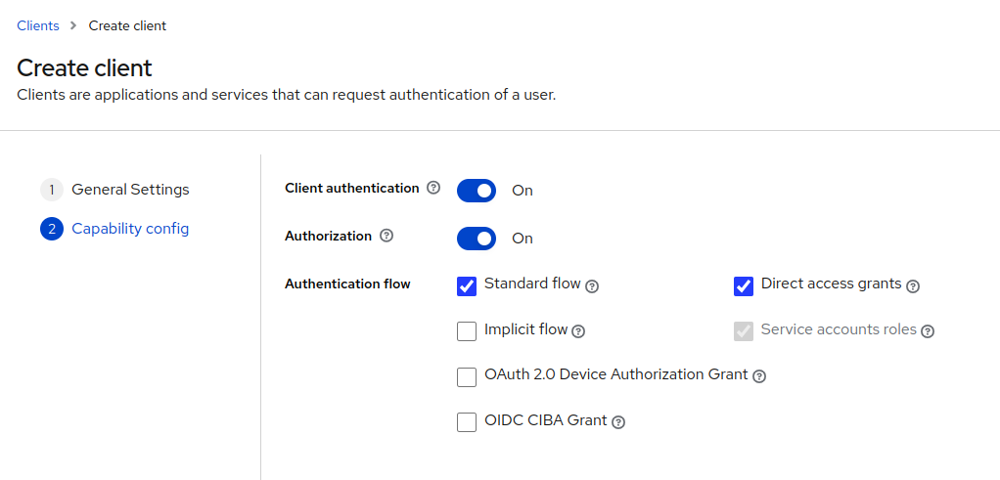 Clients > Create client
Create client
Clients are applications and services that can request authentication of a user.
1 General Settings
2 Capability config
Client authentication ? On
Authorization ? On
Authentication flow
Standard flow ? Direct access grants ?
Implicit flow ? Service accounts roles ?
OAuth 2.0 Device Authorization Grant ?
OIDC CIBA Grant ?